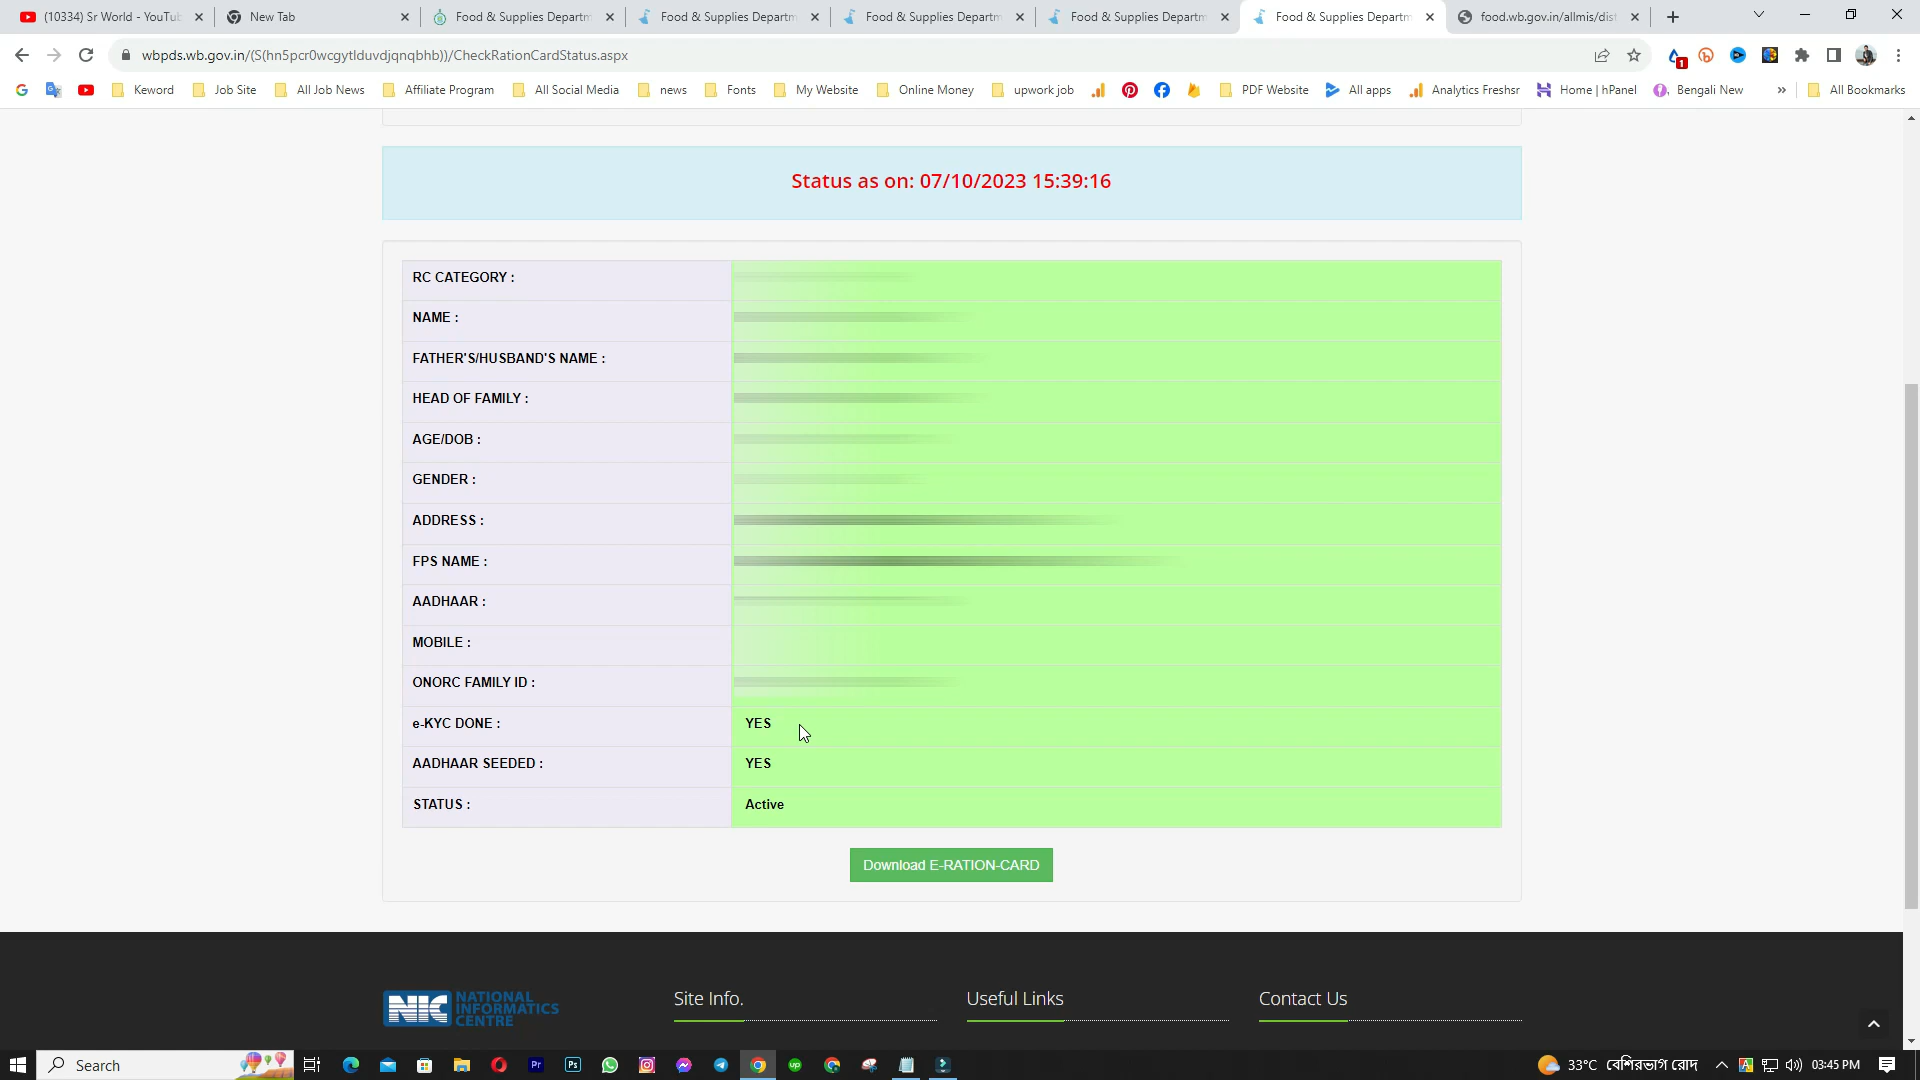 (10334) Sr World - YouTub
New Tab
Food & Supplies Departm
Food & Supplies Departm
Food & Supplies Departm
Food & Supplies Departm
Food & Supplies Departm
food.wb.gov.in/allmis/dist
wbpds.wb.gov.in/(S(hn5pcr0wcgytlduvdjqnqbhb))/CheckRationCardStatus.aspx
1
Keword
Job Site
All Job News
Affiliate Program
All Social Media
news
Fonts
My Website
Online Money
upwork job
PDF Website
All apps
Analytics Freshsr
Home | hPanel
Bengali New
»
All Bookmarks
Status as on: 07/10/2023 15:39:16
RC CATEGORY :
NAME :
FATHER'S/HUSBAND'S NAME :
HEAD OF FAMILY :
AGE/DOB :
GENDER :
ADDRESS :
FPS NAME :
AADHAAR :
MOBILE :
ONORC FAMILY ID :
e-KYC DONE : YES
AADHAAR SEEDED : YES
STATUS : Active
Download E-RATION-CARD
NIC NATIONAL
INFORMATICS
CENTRE
Site Info.
Useful Links
Contact Us
Search
Pr
Ps
up
33°C বেশিরভাগ রোদ
03:45 PM